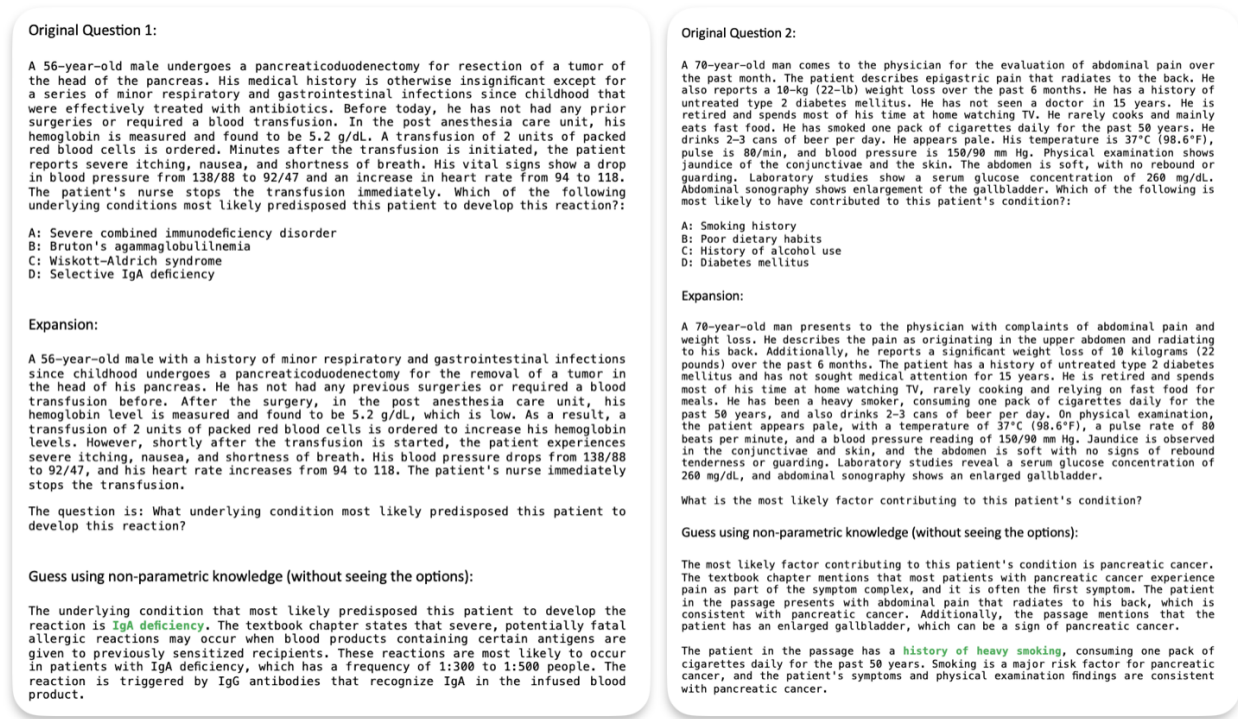 Original Question 1:
A 56-year-old male undergoes a pancreaticoduodenectomy for resection of a tumor of
the head of the pancreas. His medical history is otherwise insignificant except for
a series of minor respiratory and gastrointestinal infections since childhood that
were effectively treated with antibiotics. Before today, he has not had any prior
surgeries or required a blood transfusion. In the post anesthesia care unit, his
hemoglobin is measured and found to be 5.2 g/dL. A transfusion of 2 units of packed
red blood cells is ordered. Minutes after the transfusion is initiated, the patient
reports severe itching, nausea, and shortness of breath. His vital signs show a drop
in blood pressure from 138/88 to 92/47 and an increase in heart rate from 94 to 118.
The patient's nurse stops the transfusion immediately. Which of the following
underlying conditions most likely predisposed this patient to develop this reaction?:
A: Severe combined immunodeficiency disorder
B: Bruton's agammaglobulilnemia
C: Wiskott-Aldrich syndrome
D: Selective IgA deficiency
Expansion:
A 56-year-old male with a history of minor respiratory and gastrointestinal infections
since childhood undergoes a pancreaticoduodenectomy for the removal of a tumor in
the head of his pancreas. He has not had any previous surgeries or required a blood
transfusion before. After the surgery, in the post anesthesia care unit, his
hemoglobin level is measured and found to be 5.2 g/dL, which is low. As a result, a
transfusion of 2 units of packed red blood cells is ordered to increase his hemoglobin
levels. However, shortly after the transfusion is started, the patient experiences
severe itching, nausea, and shortness of breath. His blood pressure drops from 138/88
to 92/47, and his heart rate increases from 94 to 118. The patient's nurse immediately
stops the transfusion.
The question is: What underlying condition most likely predisposed this patient to
develop this reaction?
Guess using non-parametric knowledge (without seeing the options):
The underlying condition that most likely predisposed this patient to develop the
reaction is IgA deficiency. The textbook chapter states that severe, potentially fatal
allergic reactions may occur when blood products containing certain antigens are
given to previously sensitized recipients. These reactions are most likely to occur
in patients with IgA deficiency, which has a frequency of 1:300 to 1:500 people. The
reaction is triggered by IgG antibodies that recognize IgA in the infused blood
product.
Original Question 2:
A 70-year-old man comes to the physician for the evaluation of abdominal pain over
the past month. The patient describes epigastric pain that radiates to the back. He
also reports a 10-kg (22-lb) weight loss over the past 6 months. He has a history of
untreated type 2 diabetes mellitus. He has not seen a doctor in 15 years. He is
retired and spends most of his time at home watching TV. He rarely cooks and mainly
eats fast food. He has smoked one pack of cigarettes daily for the past 50 years. He
drinks 2-3 cans of beer per day. He appears pale. His temperature is 37°C (98.6°F),
pulse is 80/min, and blood pressure is 150/90 mm Hg. Physical examination shows
jaundice of the conjunctivae and the skin. The abdomen is soft, with no rebound or
guarding. Laboratory studies show a serum glucose concentration of 260 mg/dL.
Abdominal sonography shows enlargement of the gallbladder. Which of the following is
most likely to have contributed to this patient's condition?:
A: Smoking history
B: Poor dietary habits
C: History of alcohol use
D: Diabetes mellitus
Expansion:
A 70-year-old man presents to the physician with complaints of abdominal pain and
weight loss. He describes the pain as originating in the upper abdomen and radiating
to his back. Additionally, he reports a significant weight loss of 10 kilograms (22
pounds) over the past 6 months. The patient has a history of untreated type 2 diabetes
mellitus and has not sought medical attention for 15 years. He is retired and spends
most of his time at home watching TV, rarely cooking and relying on fast food for
meals. He has been a heavy smoker, consuming one pack of cigarettes daily for the
past 50 years, and also drinks 2-3 cans of beer per day. On physical examination,
the patient appears pale, with a temperature of 37°C (98.6°F), a pulse rate of 80
beats per minute, and a blood pressure reading of 150/90 mm Hg. Jaundice is observed
in the conjunctivae and skin, and the abdomen is soft with no signs of rebound
tenderness or guarding. Laboratory studies reveal a serum glucose concentration of
260 mg/dL, and abdominal sonography shows an enlarged gallbladder.
What is the most likely factor contributing to this patient's condition?
Guess using non-parametric knowledge (without seeing the options):
The most likely factor contributing to this patient's condition is pancreatic cancer.
The textbook chapter mentions that most patients with pancreatic cancer experience
pain as part of the symptom complex, and it is often the first symptom. The patient
in the passage presents with abdominal pain that radiates to his back, which is
consistent with pancreatic cancer. Additionally, the passage mentions that the
patient has an enlarged gallbladder, which can be a sign of pancreatic cancer.
The patient in the passage has a history of heavy smoking, consuming one pack of
cigarettes daily for the past 50 years. Smoking is a major risk factor for pancreatic
cancer, and the patient's symptoms and physical examination findings are consistent
with pancreatic cancer.